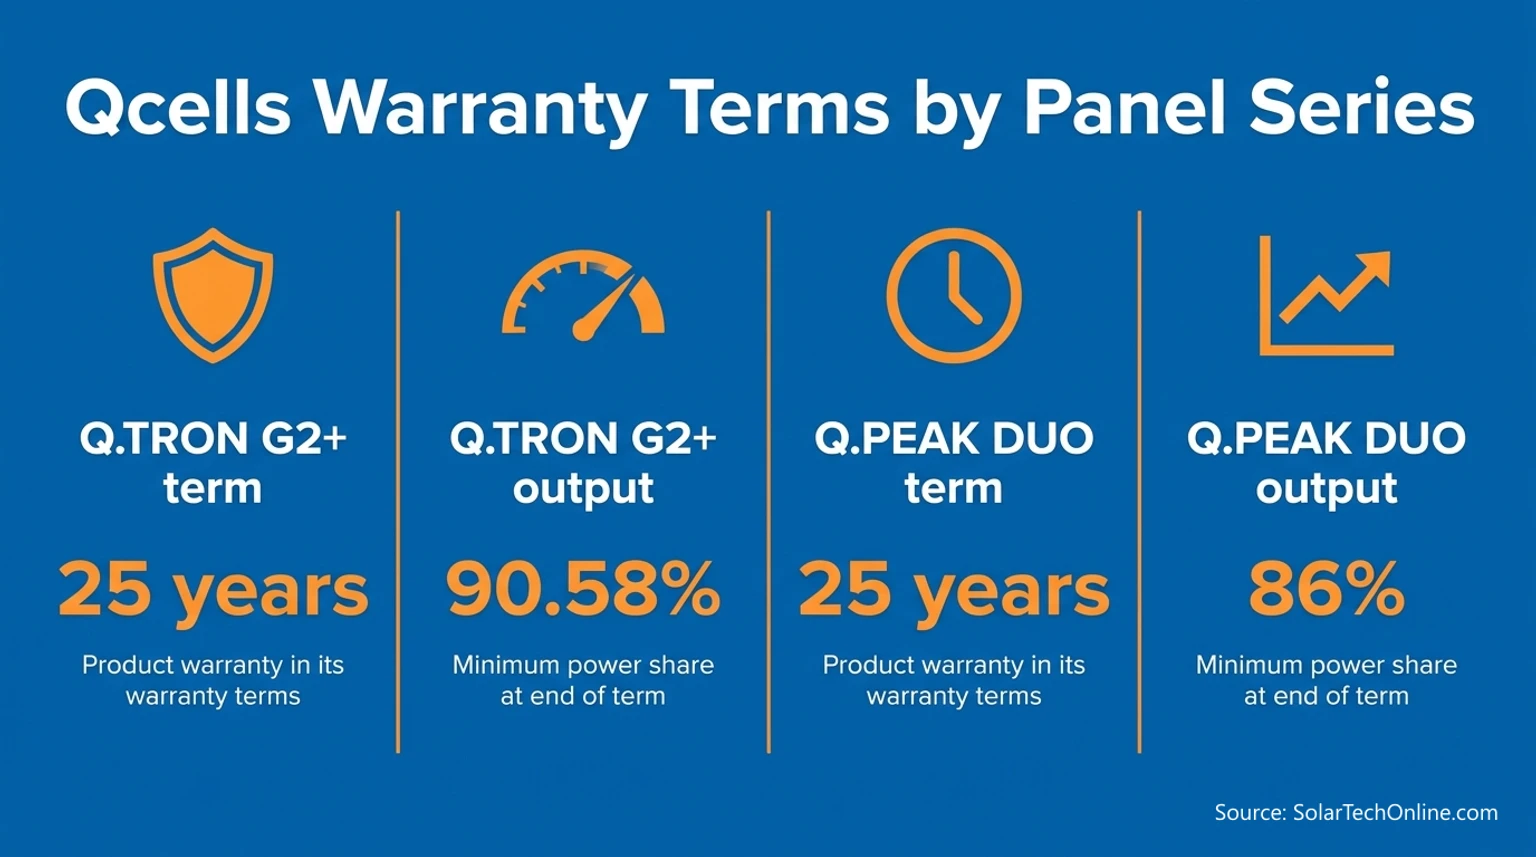 Qcells Warranty Terms by Panel Series
Q.TRON G2+
term
25 years
Product warranty in its
warranty terms
Q.TRON G2+
output
90.58%
Minimum power share
at end of term
Q.PEAK DUO
term
25 years
Product warranty in its
warranty terms
Q.PEAK DUO
output
86%
Minimum power share
at end of term
Source: SolarTechOnline.com